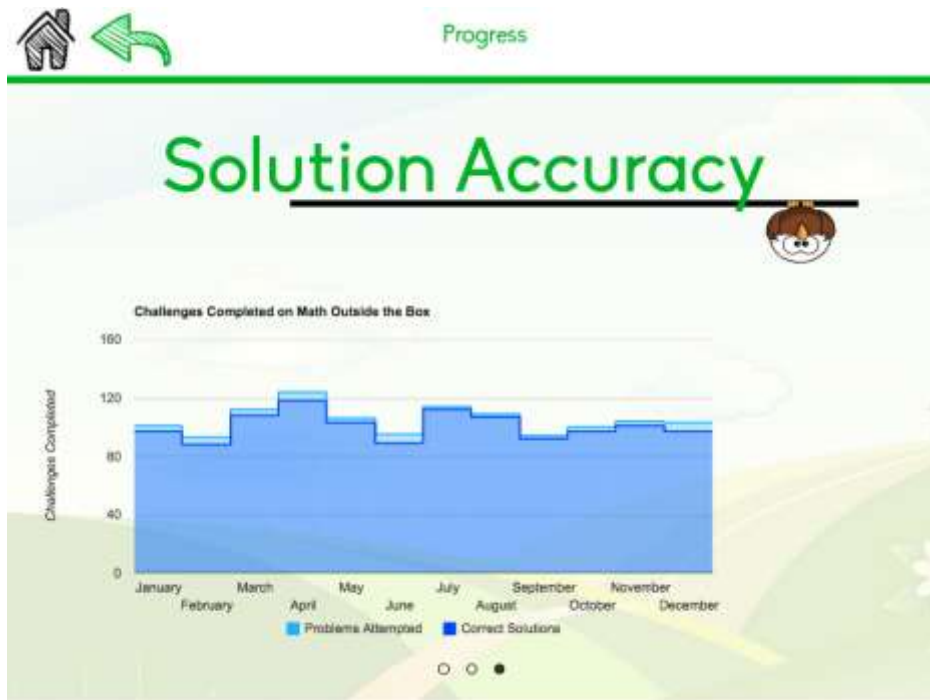 Progress
Solution Accuracy
Challenges Completed on Math Outside the Box
160
120
80
40
0
Challenges Completed
January March May July September November
February April June August October December
Problems Attempted Correct Solutions